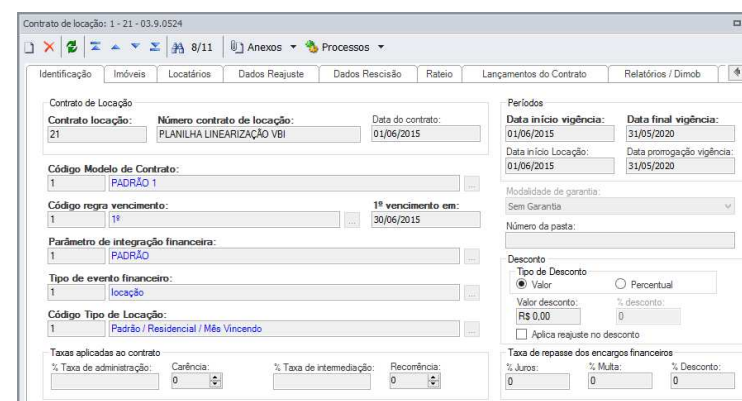 Contrato de locação: 1 - 21 - 03.9.0524
8/11 Anexos Processos
Identificação Imóveis Locatários Dados Reajuste Dados Rescisão Rateio Lançamentos do Contrato Relatórios / Dimob
Contrato de Locação
Contrato locação: Número contrato de locação: Data do contrato:
21 PLANILHA LINEARIZAÇÃO VBI 01/06/2015
Código Modelo de Contrato:
1 PADRÃO 1
Código regra vencimento: 1º vencimento em:
1 1º 30/06/2015
Parâmetro de integração financeira:
1 PADRÃO
Tipo de evento financeiro:
1 locação
Código Tipo de Locação:
1 Padrão / Residencial / Mês Vincendo
Taxas aplicadas ao contrato
% Taxa de administração: Carência: % Taxa de intermediação: Recorrência:
0 0
Períodos
Data início vigência: Data final vigência:
01/06/2015 31/05/2020
Data início Locação: Data prorrogação vigência:
01/06/2015 31/05/2020
Modalidade de garantia:
Sem Garantia
Número da pasta:
Desconto
Tipo de Desconto
Valor Percentual
Valor desconto: % desconto:
R$ 0,00 0
Aplica reajuste no desconto
Taxa de repasse dos encargos financeiros
% Juros: % Multa: % Desconto:
0 0 0